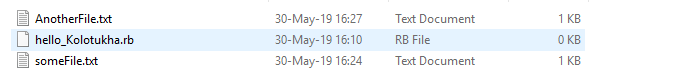 AnotherFile.txt 30-May-19 16:27 Text Document 1 KB
hello_Kolotukha.rb 30-May-19 16:10 RB File 0 KB
someFile.txt 30-May-19 16:24 Text Document 1 KB